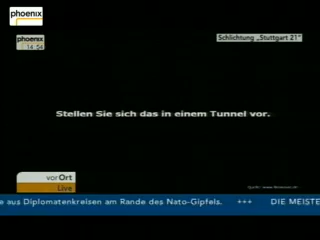 phoenix
phoenix
14:54
Schlichtung „Stuttgart 21“
Stellen Sie sich das in einem Tunnel vor.
vor Ort
Live
e aus Diplomatenkreisen am Rande des Nato-Gipfels. +++ DIE MEISTE